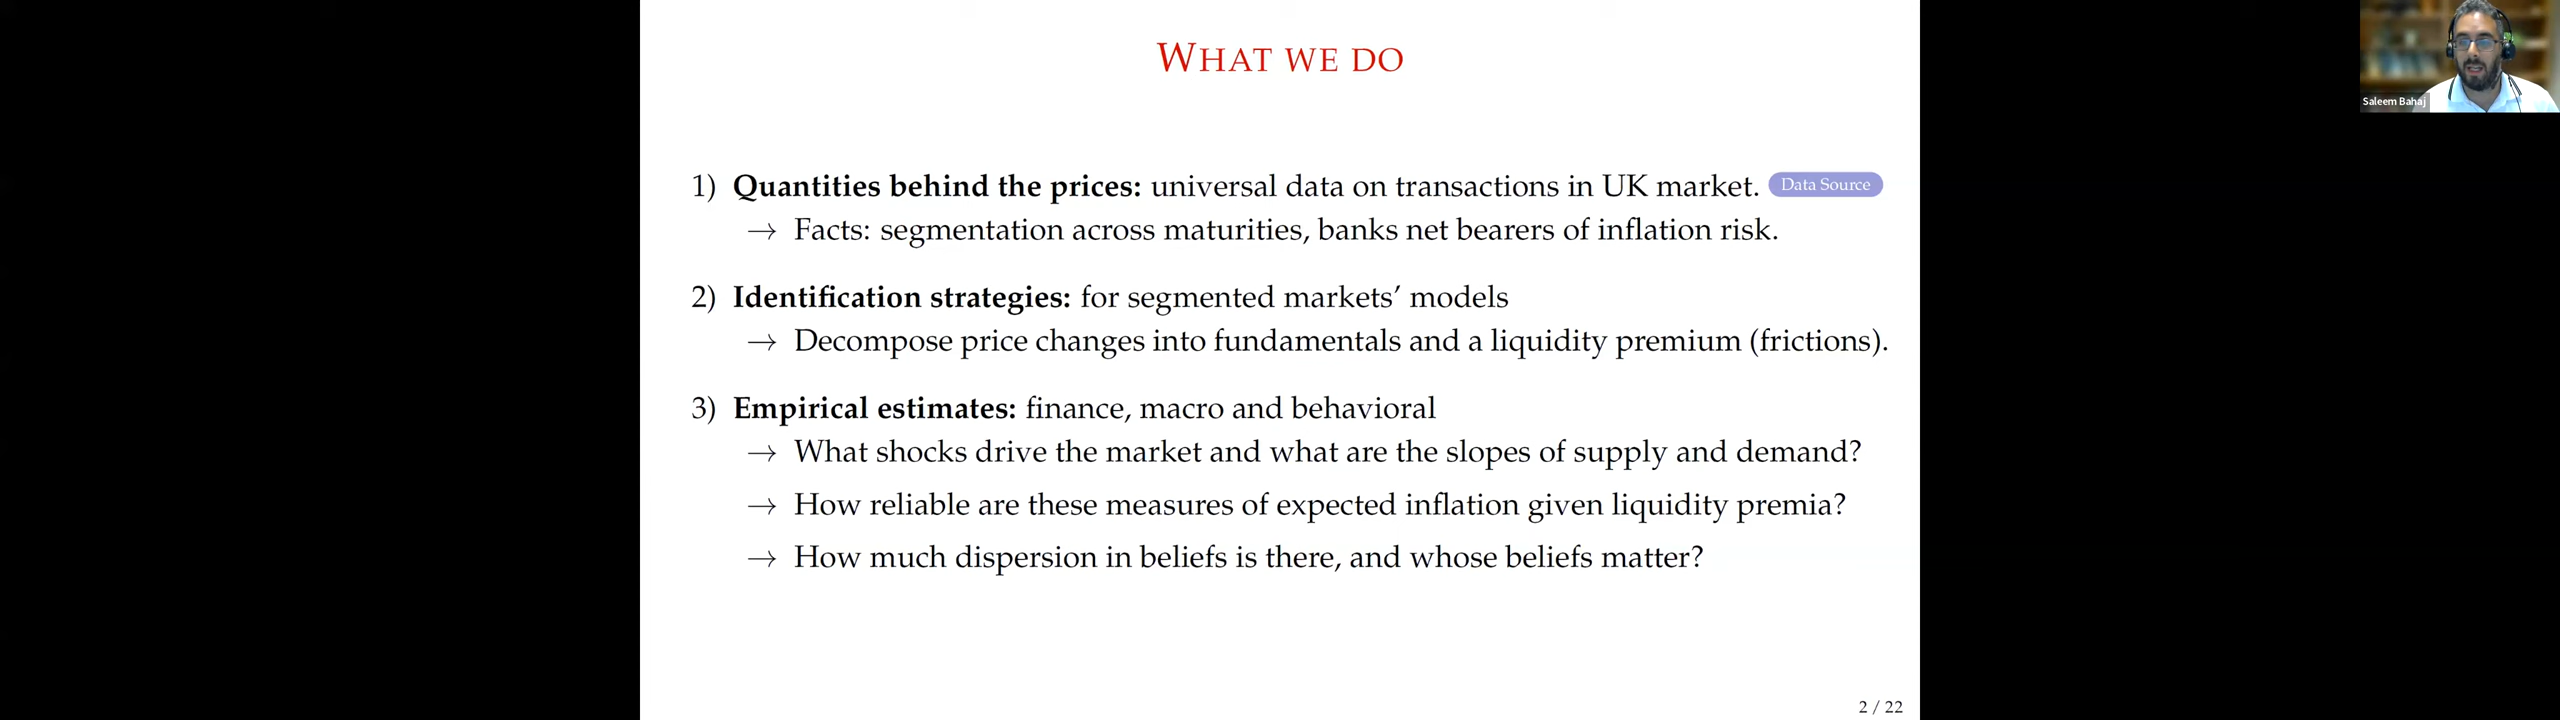 WHAT WE DO
Saleem Bahaj
1) Quantities behind the prices: universal data on transactions in UK market. Data Source
→ Facts: segmentation across maturities, banks net bearers of inflation risk.
2) Identification strategies: for segmented markets' models
→ Decompose price changes into fundamentals and a liquidity premium (frictions).
3) Empirical estimates: finance, macro and behavioral
→ What shocks drive the market and what are the slopes of supply and demand?
→ How reliable are these measures of expected inflation given liquidity premia?
→ How much dispersion in beliefs is there, and whose beliefs matter?
2 / 22